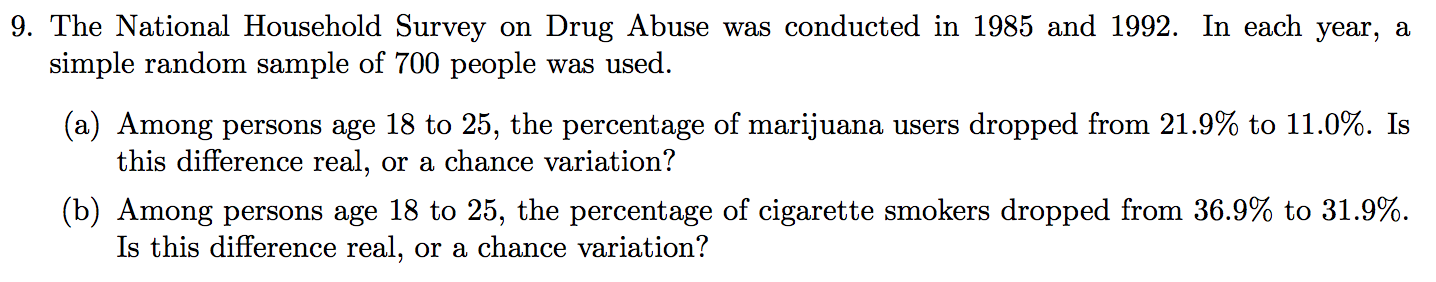 9. The National Household Survey on Drug Abuse was conducted in 1985 and 1992. In each year, a
simple random sample of 700 people was used.
(a) Among persons age 18 to 25, the percentage of marijuana users dropped from 21.9% to 11.0%. Is
this difference real, or a chance variation?
(b) Among persons age 18 to 25, the percentage of cigarette smokers dropped from 36.9% to 31.9%.
Is this difference real, or a chance variation?